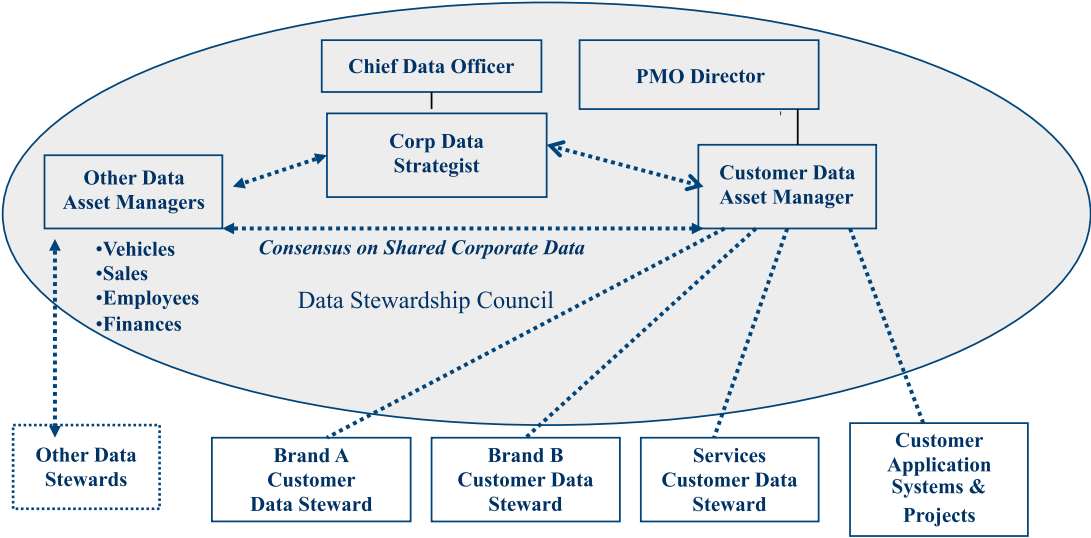 Chief Data Officer
PMO Director
Corp Data
Strategist
Other Data
Asset Managers
Customer Data
Asset Manager
Consensus on Shared Corporate Data
•Vehicles
•Sales
•Employees
•Finances
Data Stewardship Council
Other Data
Stewards
Brand A
Customer
Data Steward
Brand B
Customer Data
Steward
Services
Customer Data
Steward
Customer
Application
Systems &
Projects